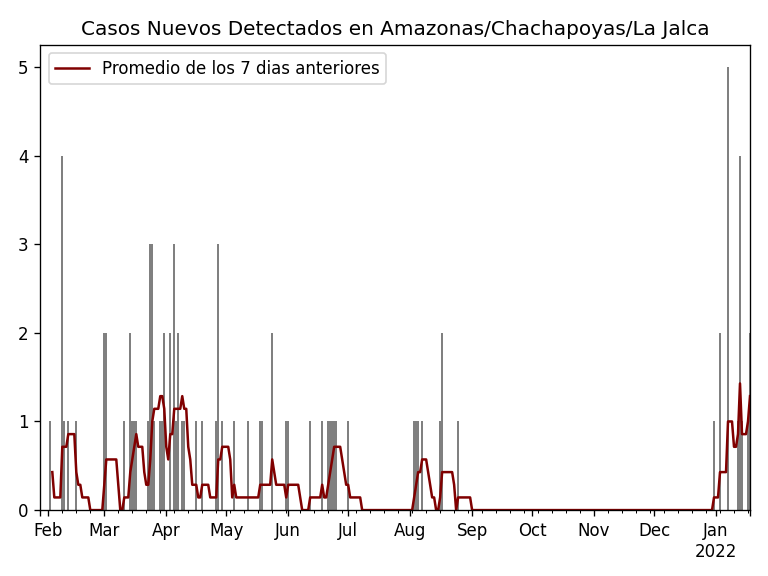 Casos Nuevos Detectados en Amazonas/Chachapoyas/La Jalca
Promedio de los 7 dias anteriores
5
4
3
2
1
0
Feb Mar Apr May Jun Jul Aug Sep Oct Nov Dec Jan
2022